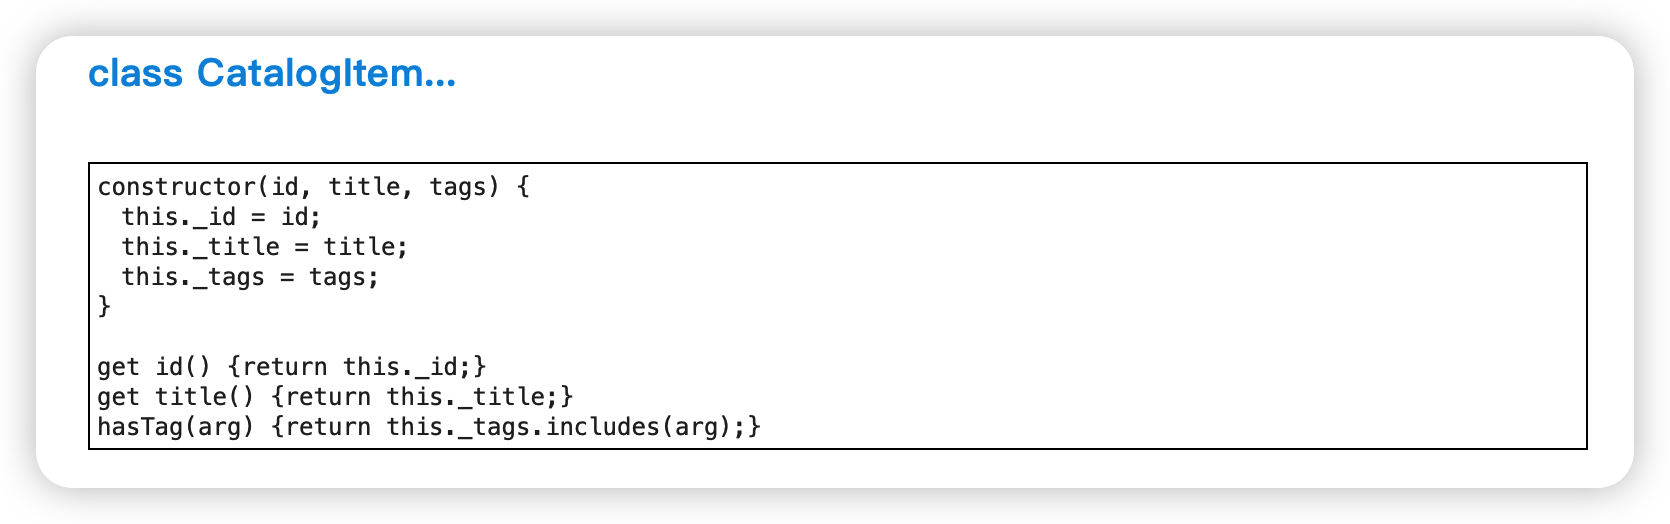 class CatalogItem...
constructor(id, title, tags) {
  this._id = id;
  this._title = title;
  this._tags = tags;
}

get id() {return this._id;}
get title() {return this._title;}
hasTag(arg) {return this._tags.includes(arg);}